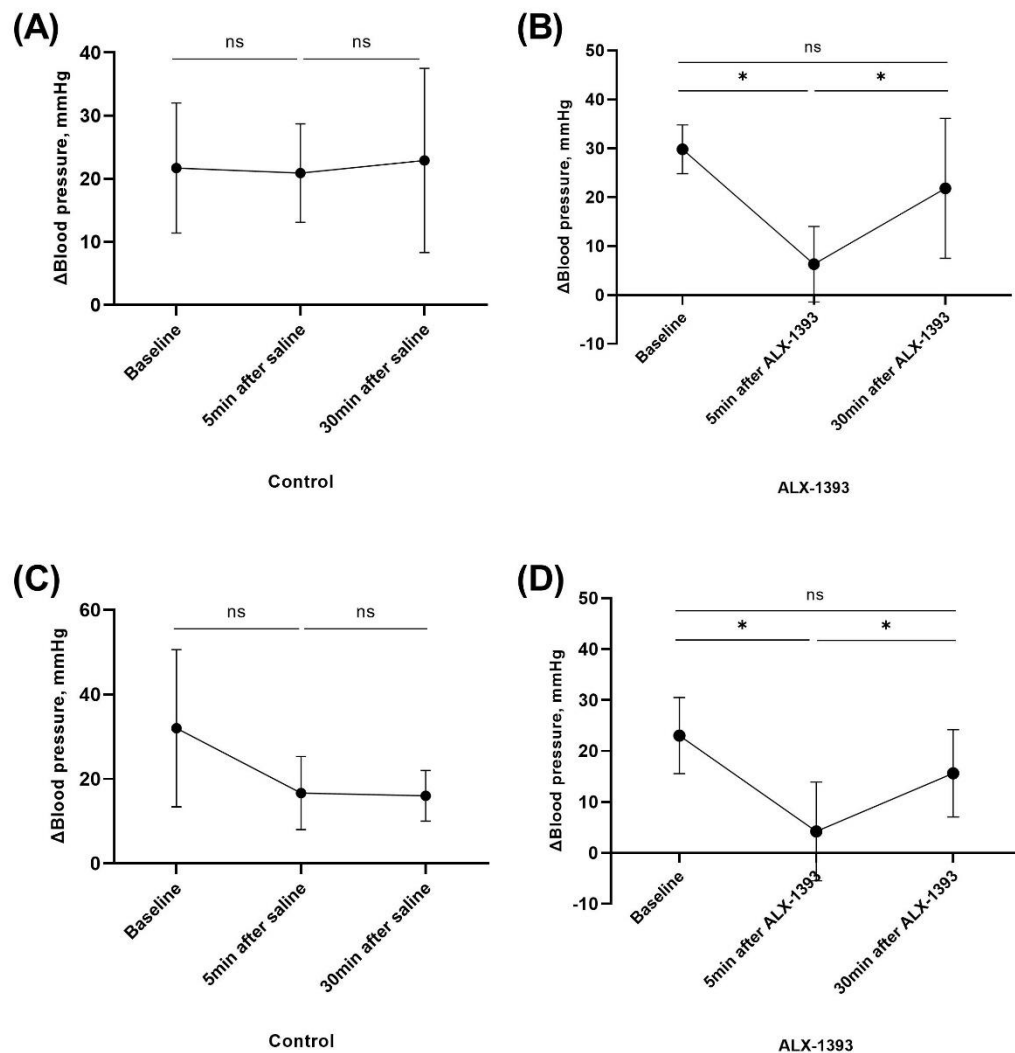 (A)
ns
ns
ΔBlood pressure, mmHg
40
30
20
10
0
Baseline
5min after saline
30min after saline
Control
(B)
ns
*
*
ΔBlood pressure, mmHg
50
40
30
20
10
0
-10
Baseline
5min after ALX-1393
30min after ALX-1393
ALX-1393
(C)
ns
ns
ΔBlood pressure, mmHg
60
40
20
0
Baseline
5min after saline
30min after saline
Control
(D)
ns
*
*
ΔBlood pressure, mmHg
50
40
30
20
10
0
-10
Baseline
5min after ALX-1393
30min after ALX-1393
ALX-1393